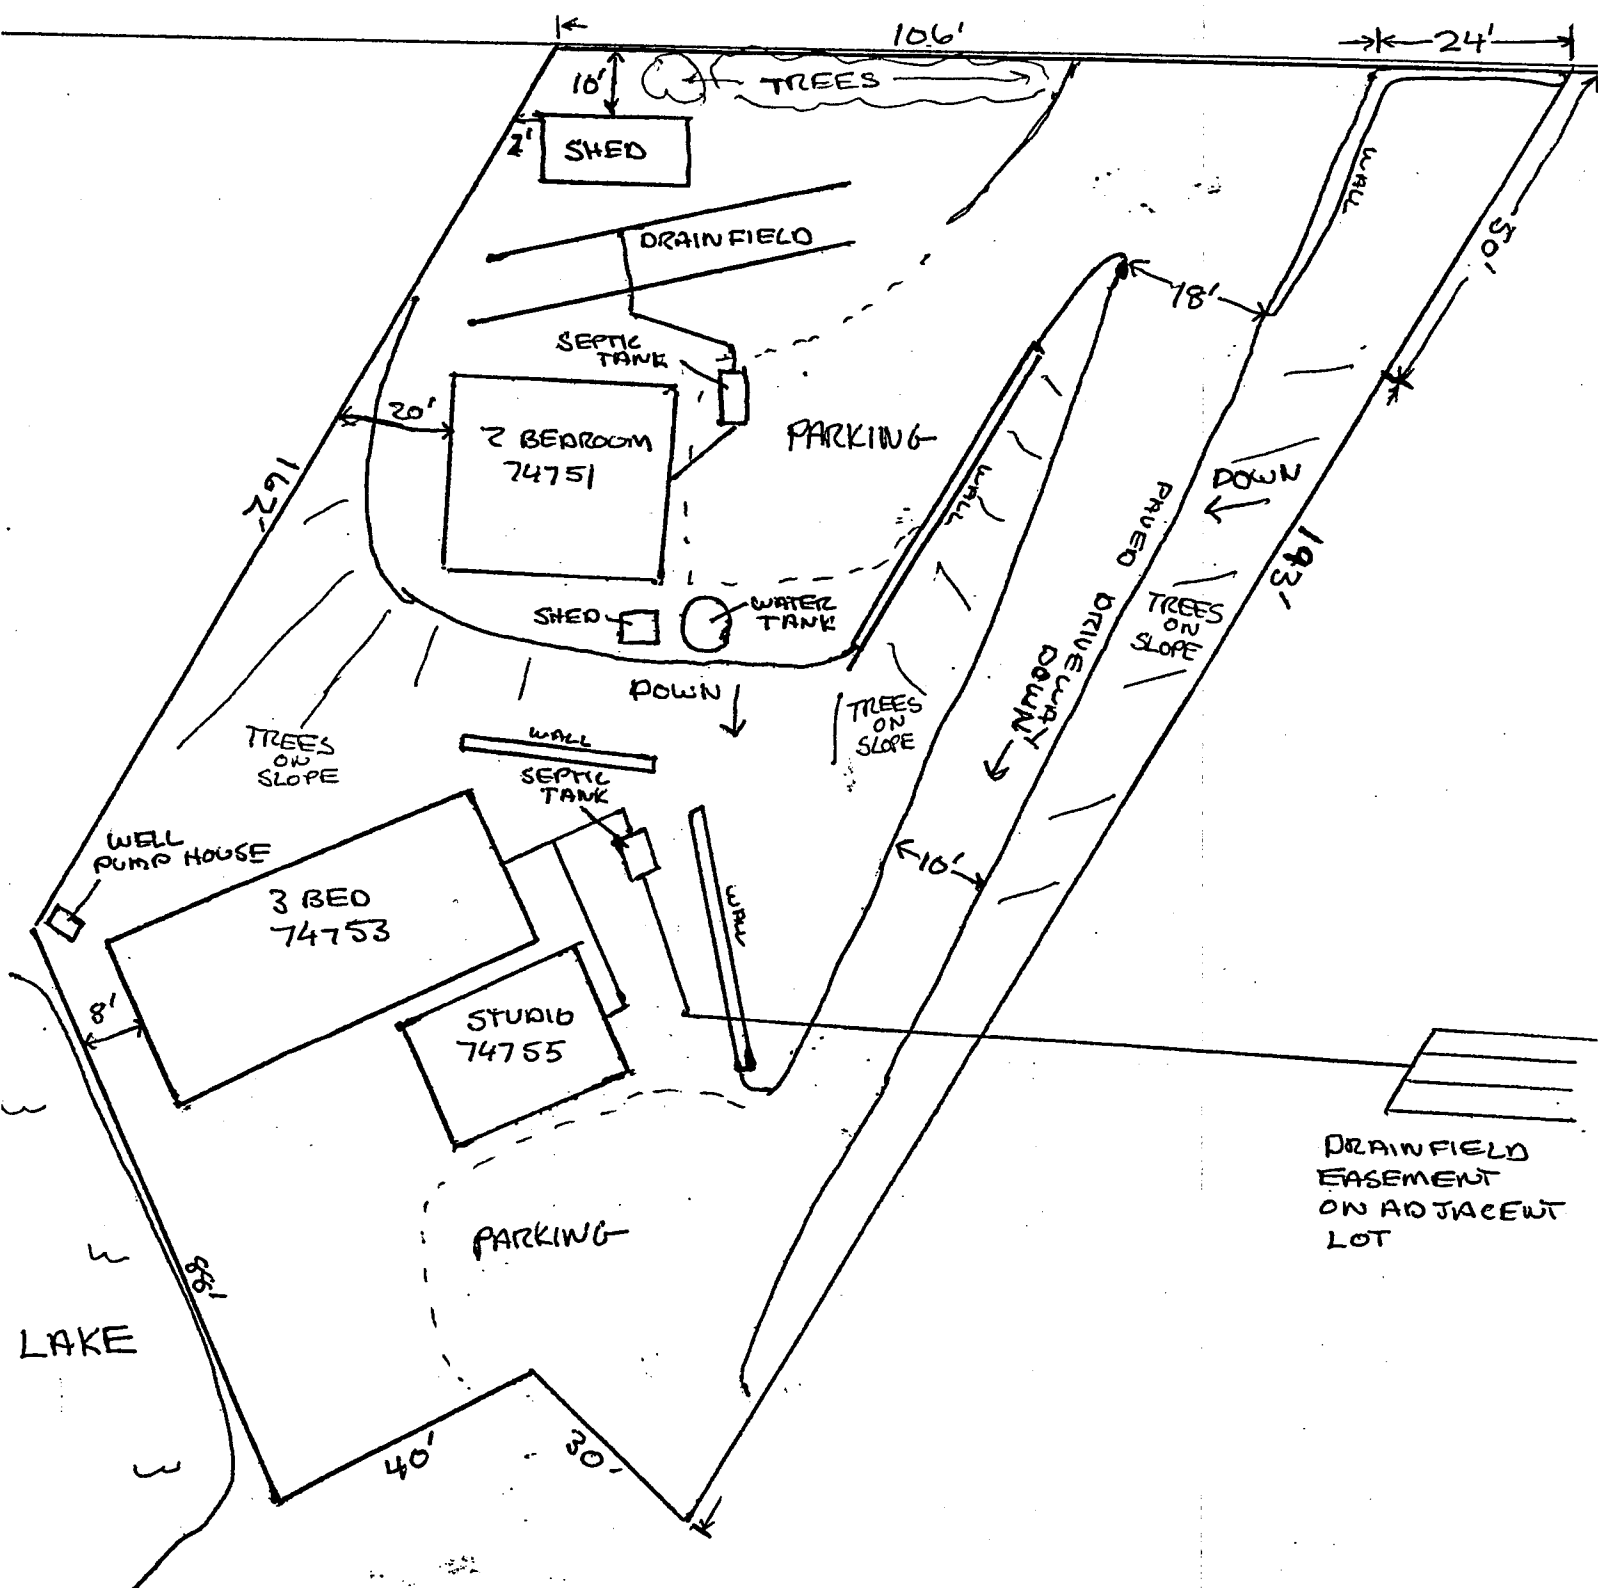 106'
24'
10'
TREES
2'
SHED
WALL
50'
DRAINFIELD
18'
SEPTIC
TANK
20'
2 BEDROOM
74751
PARKING
WALL
162'
DOWN
PAVED DRIVEWAY
DOWN
193'
SHED
WATER
TANK
TREES
ON
SLOPE
DOWN
TREES
ON
SLOPE
WALL
TREES
ON
SLOPE
SEPTIC
TANK
WELL
PUMP HOUSE
10'
3 BED
74753
WALL
8'
STUDIO
74755
DRAINFIELD
EASEMENT
ON ADJACENT
LOT
PARKING
88'
LAKE
40'
30'